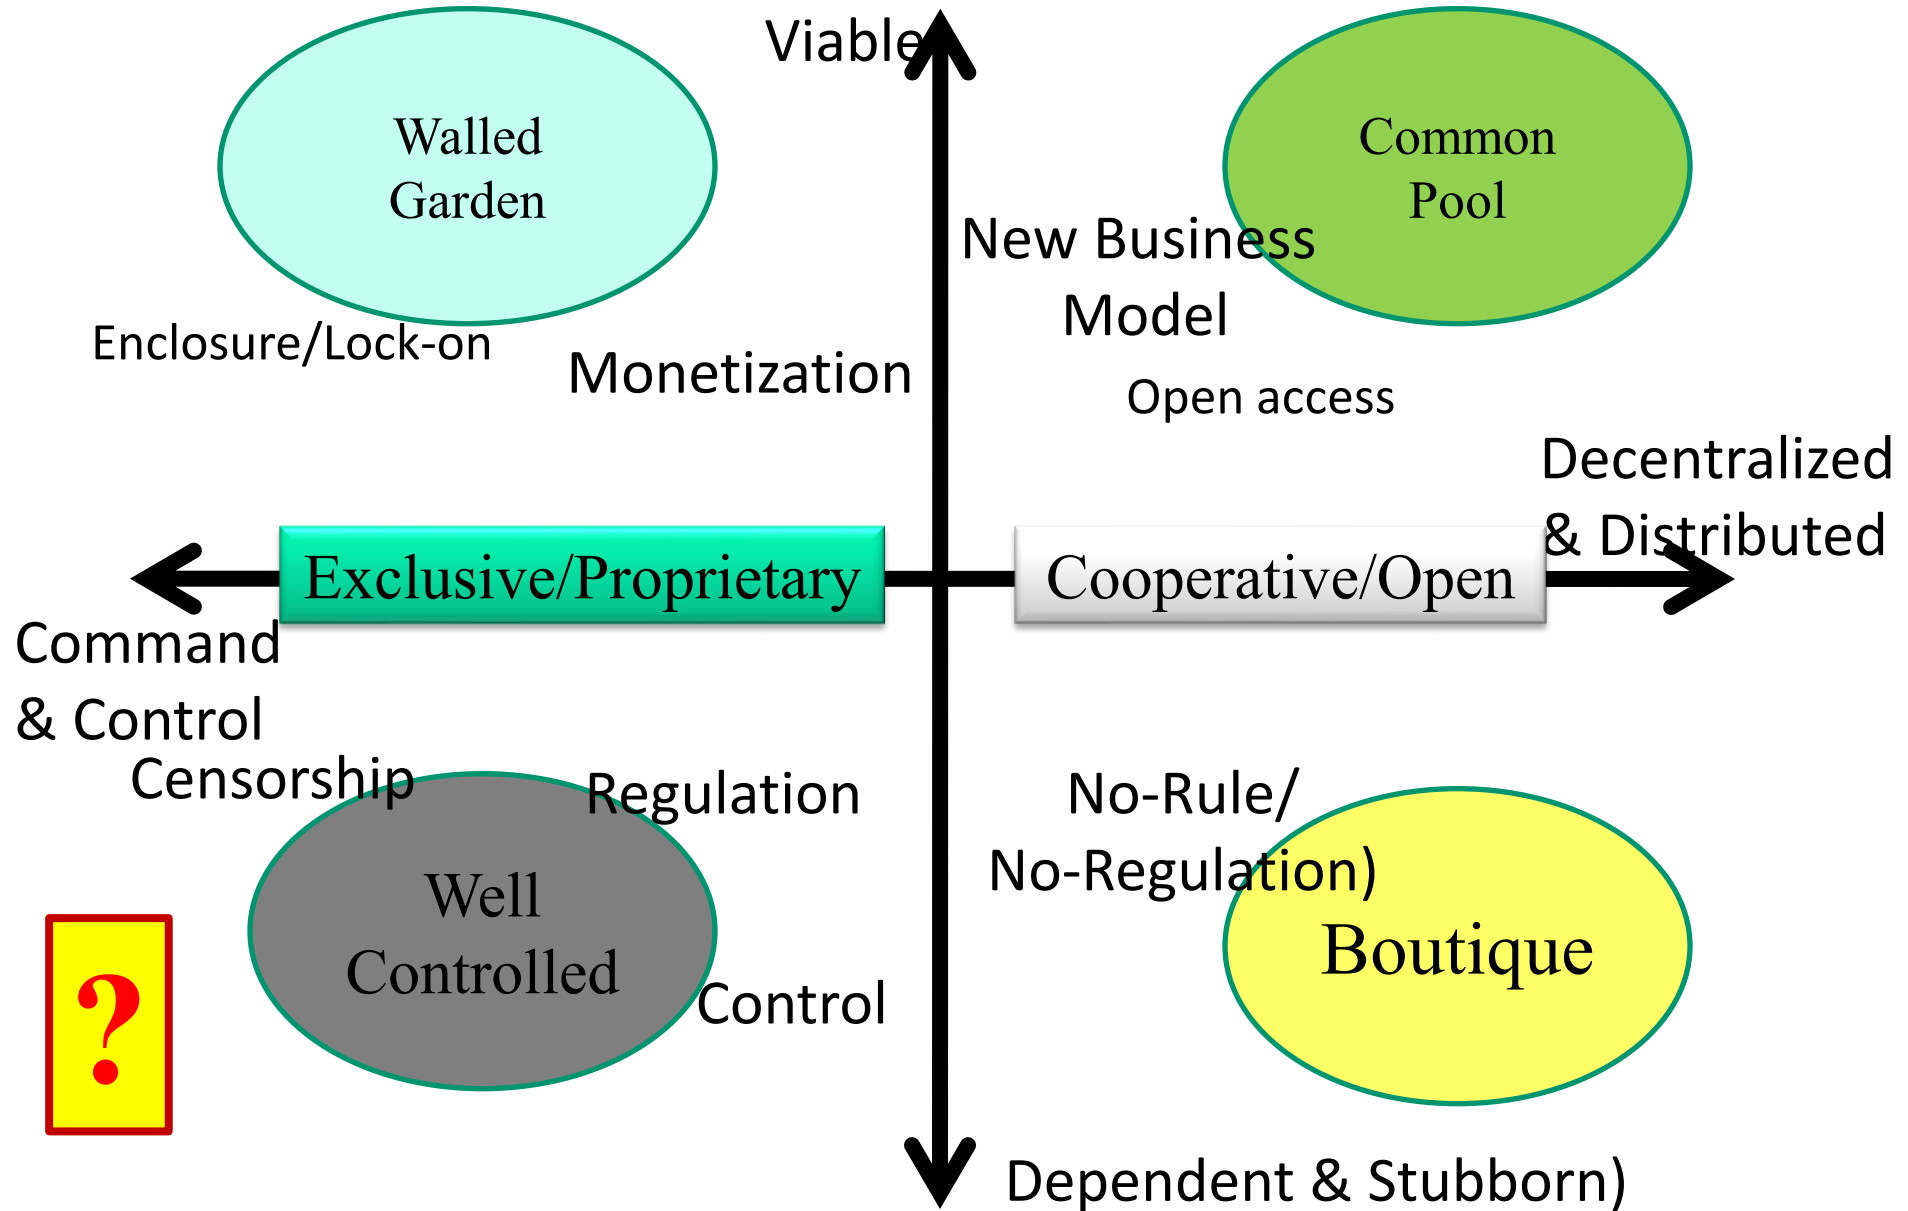 Viable
Walled
Garden
Common
Pool
New Business
Model
Enclosure/Lock-on
Monetization
Open access
Decentralized
& Distributed
Exclusive/Proprietary
Cooperative/Open
Command
& Control
Censorship
Regulation
No-Rule/
No-Regulation)
Well
Controlled
Boutique
Control
?
Dependent & Stubborn)